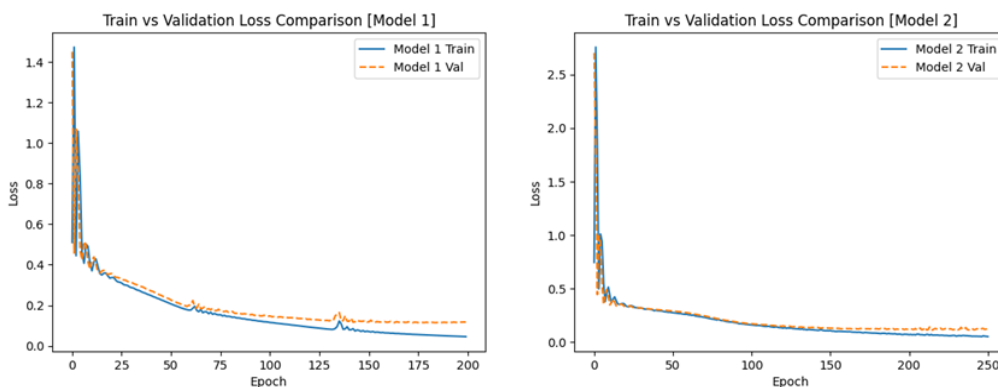 Train vs Validation Loss Comparison [Model 1]
Model 1 Train
Model 1 Val
Loss
1.4
1.2
1.0
0.8
0.6
0.4
0.2
0.0
0 25 50 75 100 125 150 175 200
Epoch
Train vs Validation Loss Comparison [Model 2]
Model 2 Train
Model 2 Val
Loss
2.5
2.0
1.5
1.0
0.5
0.0
0 50 100 150 200 250
Epoch